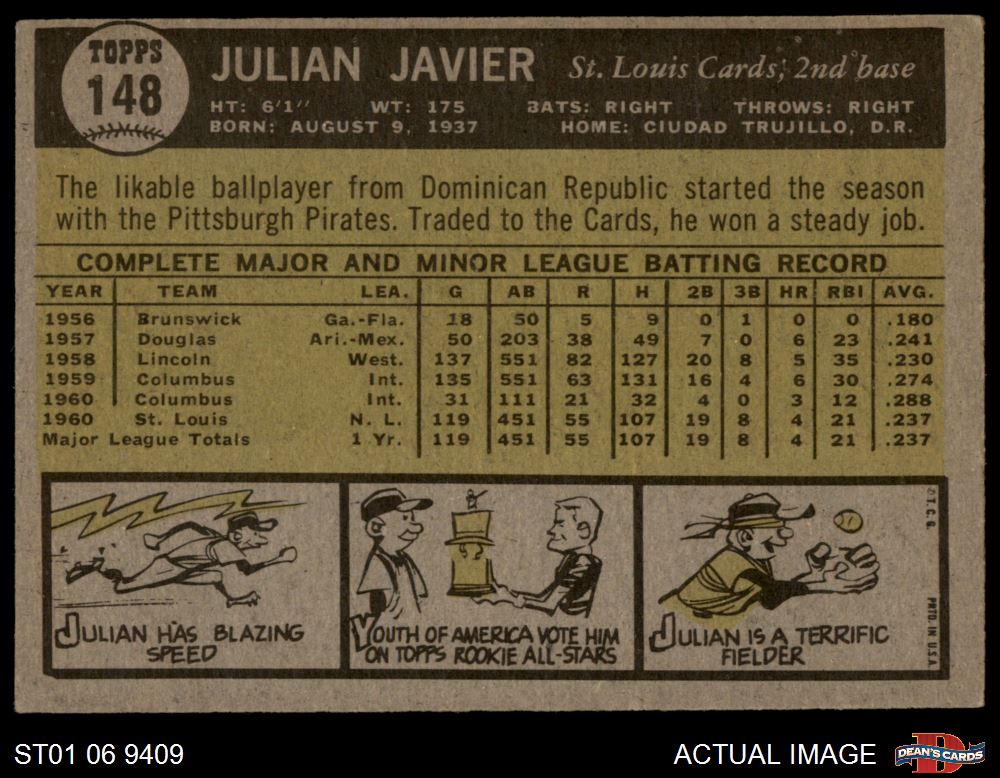 TOPPS
148
JULIAN JAVIER St. Louis Cards, 2nd base
HT: 6'1" WT: 175 BATS: RIGHT THROWS: RIGHT
BORN: AUGUST 9, 1937 HOME: CIUDAD TRUJILLO, D.R.
The likable ballplayer from Dominican Republic started the season
with the Pittsburgh Pirates. Traded to the Cards, he won a steady job.
COMPLETE MAJOR AND MINOR LEAGUE BATTING RECORD
YEAR TEAM LEA. G AB R H 2B 3B HR RBI AVG.
1956 Brunswick Ga.-Fla. 18 50 5 9 0 1 0 0 .180
1957 Douglas Ari.-Mex. 50 203 38 49 7 0 6 23 .241
1958 Lincoln West. 137 551 82 127 20 8 5 35 .230
1959 Columbus Int. 135 551 63 131 16 4 6 30 .274
1960 Columbus Int. 31 111 21 32 4 0 3 12 .288
1960 St. Louis N. L. 119 451 55 107 19 8 4 21 .237
Major League Totals 1 Yr. 119 451 55 107 19 8 4 21 .237
JULIAN HAS BLAZING
SPEED
YOUTH OF AMERICA VOTE HIM
ON TOPPS ROOKIE ALL-STARS
JULIAN IS A TERRIFIC
FIELDER
© T.C.G.
PRTD. IN U.S.A.
ST01 06 9409
ACTUAL IMAGE
DEAN'S CARDS